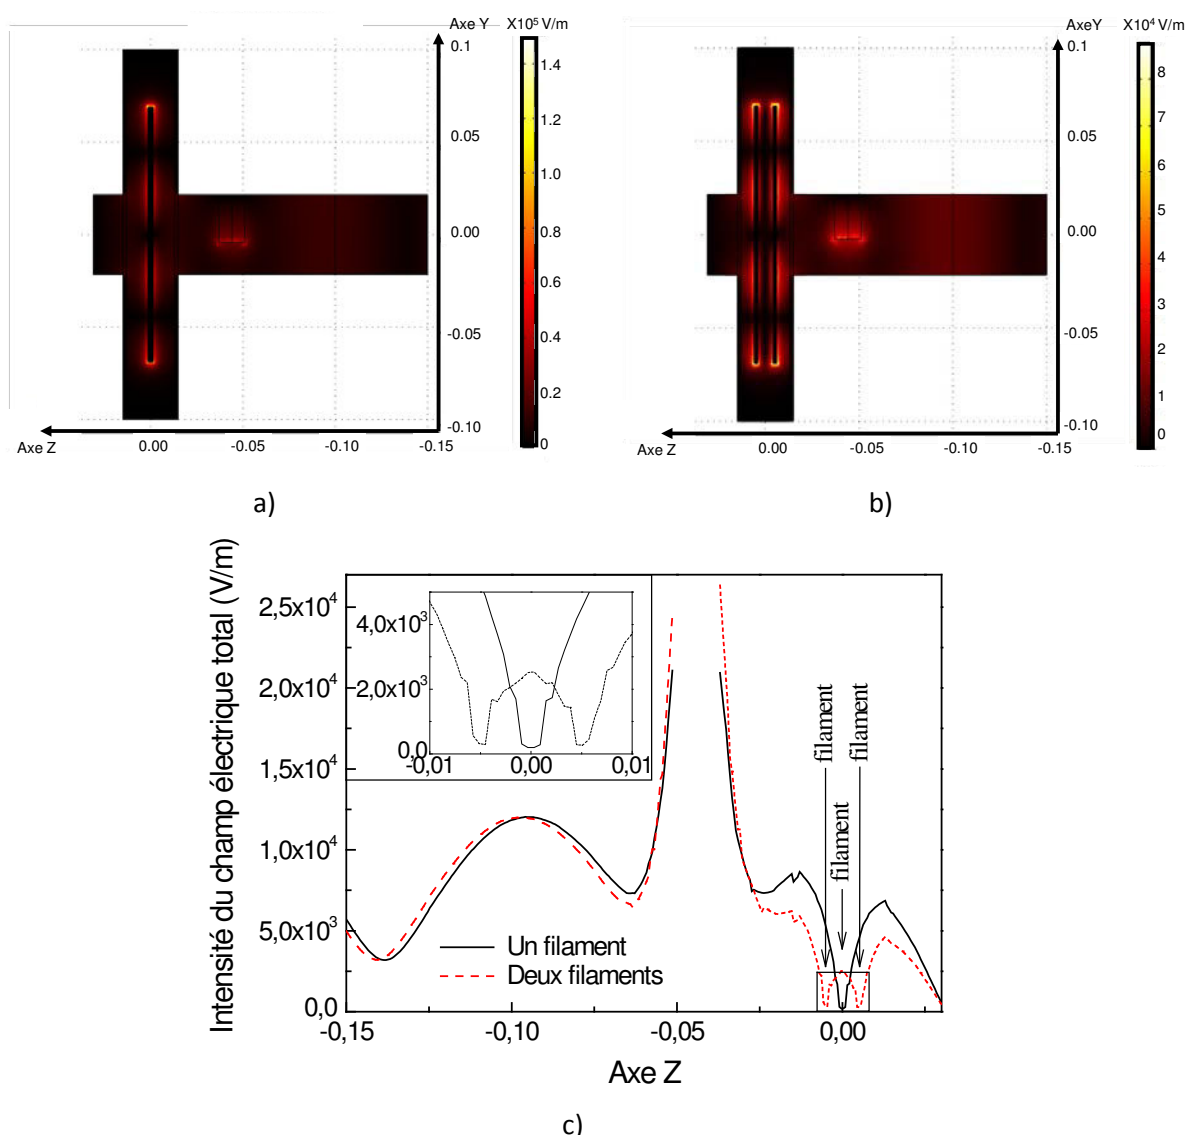 Axe Y
X10⁵ V/m
0.1
1.4
1.2
0.05
1.0
0.8
0.00
0.6
0.4
-0.05
0.2
-0.10
0
Axe Z
0.00
-0.05
-0.10
-0.15
a)
AxeY
X10⁴ V/m
0.1
8
7
0.05
6
5
0.00
4
3
-0.05
2
1
-0.10
0
Axe Z
0.00
-0.05
-0.10
-0.15
b)
Intensité du champ électrique total (V/m)
2,5x10⁴
2,0x10⁴
1,5x10⁴
1,0x10⁴
5,0x10³
0,0
4,0x10³
2,0x10³
0,0
-0,01
0,00
0,01
filament
filament
filament
Un filament
Deux filaments
-0,15
-0,10
-0,05
0,00
Axe Z
c)